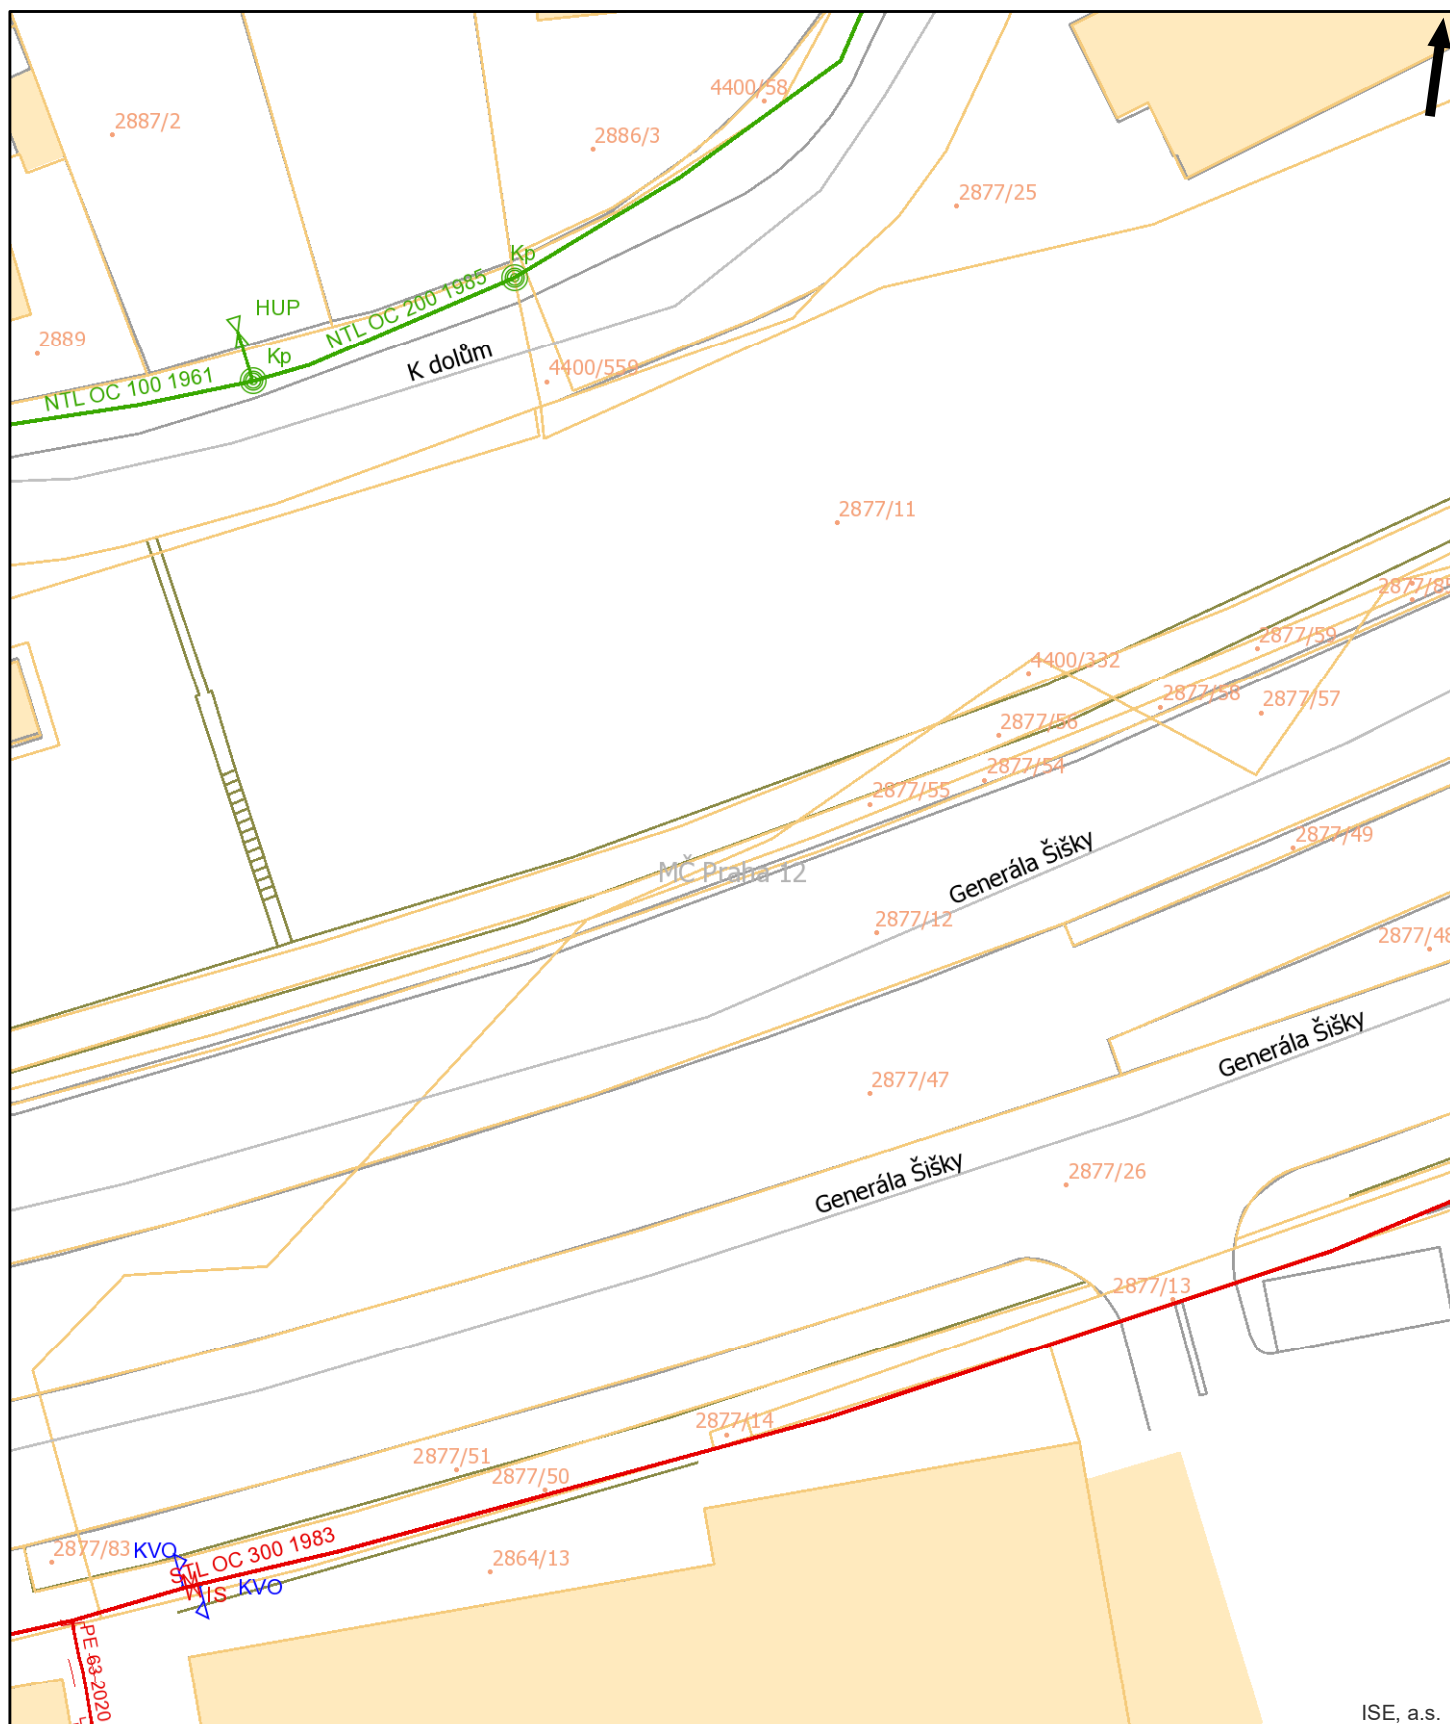 4400/58
2887/2
2886/3
2877/25
Kp
NTL OC 200 1985
HUP
2889
Kp
K dolům
4400/559
NTL OC 100 1961
2877/11
2877/59
4400/332
2877/58
2877/57
2877/56
2877/54
2877/55
2877/49
Generála Šišky
MČ Praha 12
2877/12
2877/48
Generála Šišky
2877/47
Generála Šišky
2877/26
2877/13
2877/14
2877/51
2877/50
2877/83
KVO
STL OC 300 1983
2864/13
KVO
PE 63 2020
ISE, a.s.